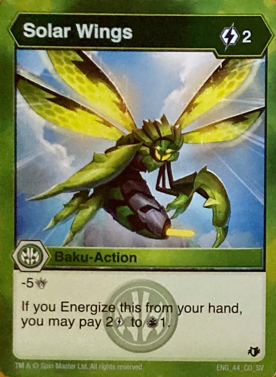 Solar Wings
2
Baku-Action
-5
If you Energize this from your hand,
you may pay 2 to 1.
TM & © Spin Master Ltd. All rights reserved.
ENG_44_CO_SV